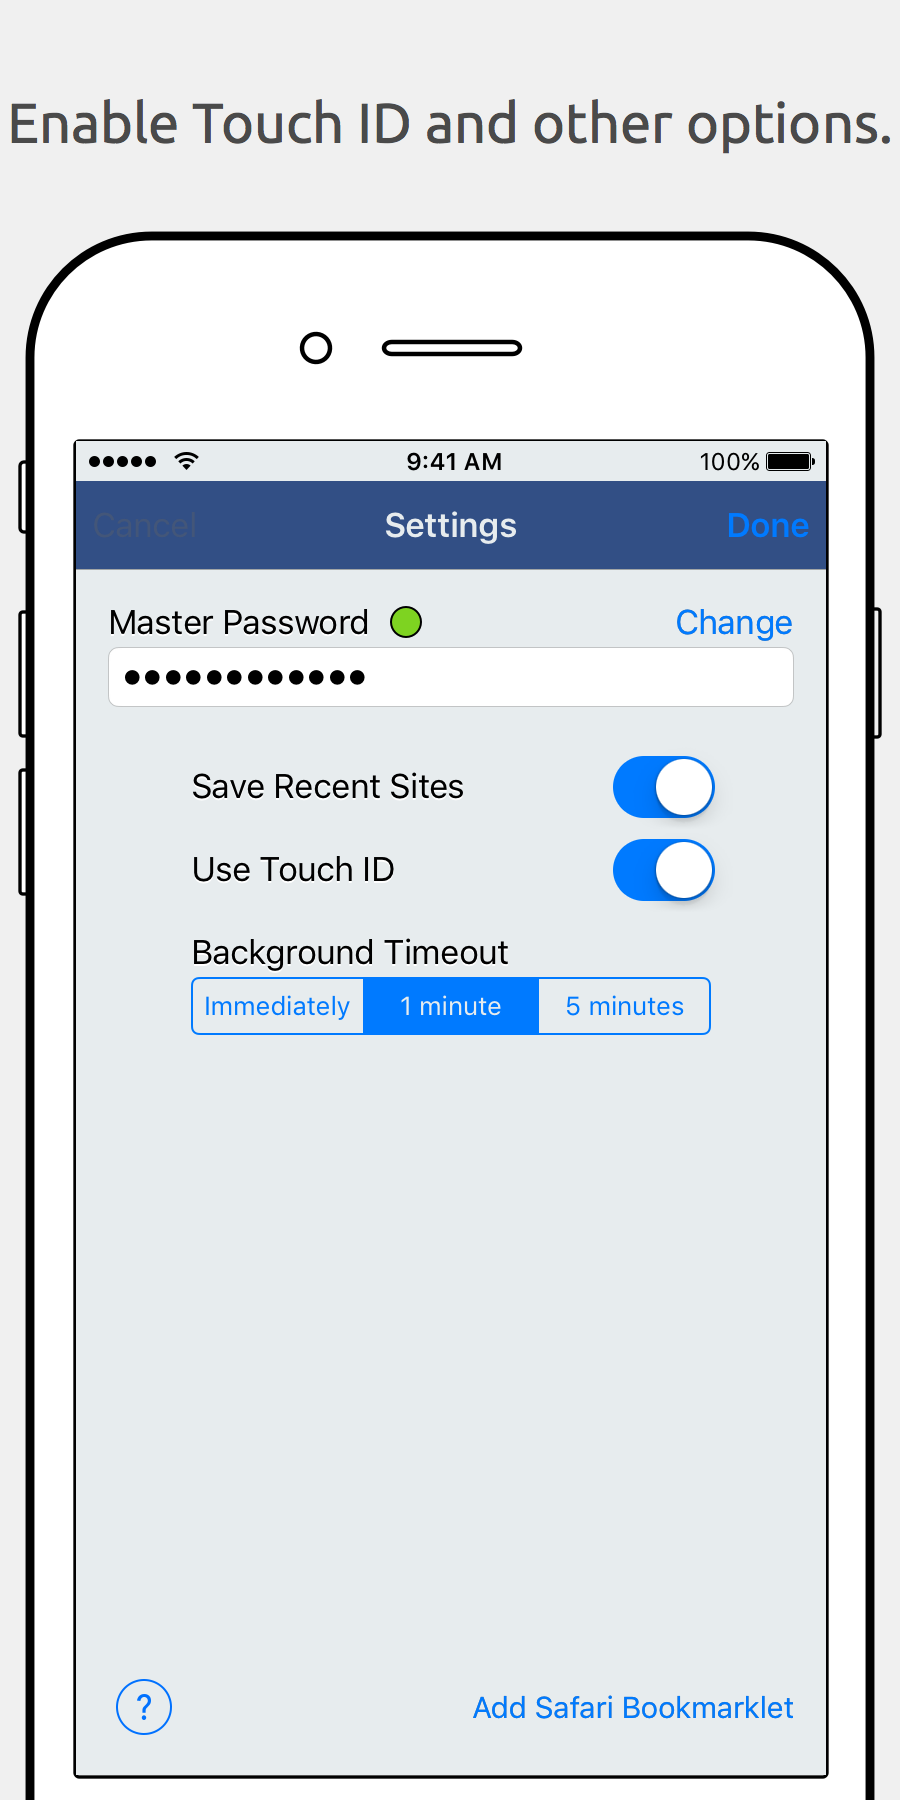 Enable Touch ID and other options.
9:41 AM 100%
Cancel Settings Done
Master Password Change
●●●●●●●●●●●●
Save Recent Sites
Use Touch ID
Background Timeout
Immediately 1 minute 5 minutes
? Add Safari Bookmarklet